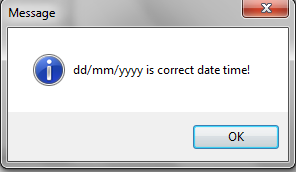 Message
dd/mm/yyyy is correct date time!
OK